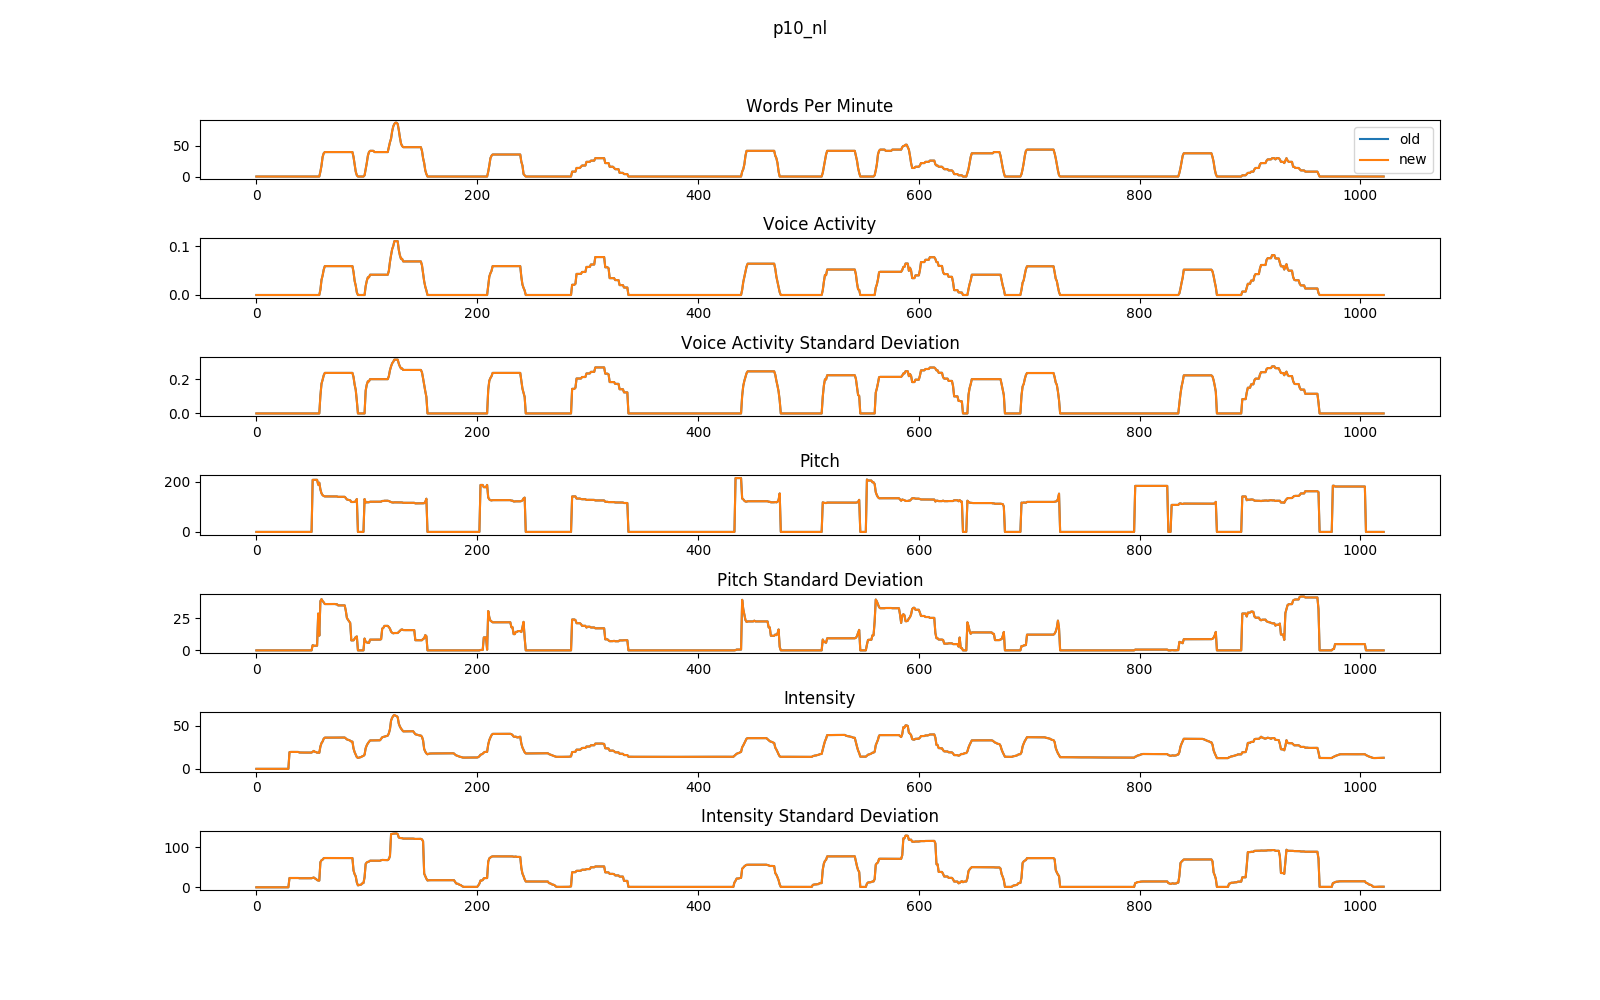 p10_nl
Words Per Minute
50
0
old
new
0 200 400 600 800 1000
Voice Activity
0.1
0.0
0 200 400 600 800 1000
Voice Activity Standard Deviation
0.2
0.0
0 200 400 600 800 1000
Pitch
200
0
0 200 400 600 800 1000
Pitch Standard Deviation
25
0
0 200 400 600 800 1000
Intensity
50
0
0 200 400 600 800 1000
Intensity Standard Deviation
100
0
0 200 400 600 800 1000